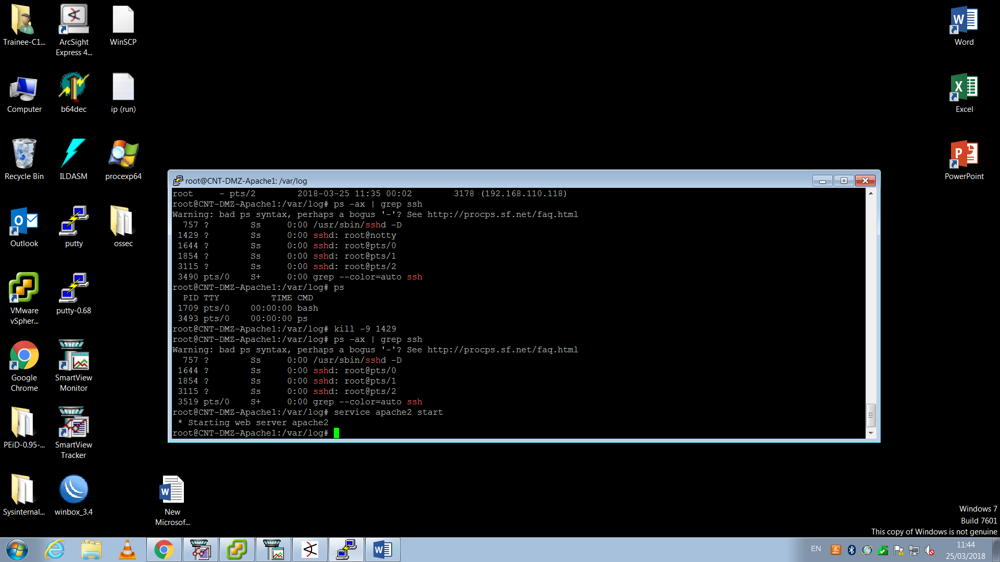 Trainee-C1...
ArcSight
Express 4...
WinSCP
Word
Computer
b64dec
ip (run)
Excel
Recycle Bin
ILDASM
procexp64
PowerPoint
Outlook
putty
ossec
VMware
vSpher...
putty-0.68
Google
Chrome
SmartView
Monitor
PEiD-0.95-...
SmartView
Tracker
Sysinternal...
winbox_3.4
New
Microsof...
root@CNT-DMZ-Apache1: /var/log
root     - pts/2        2018-03-25 11:35 00:02        3178 (192.168.110.118)
root@CNT-DMZ-Apache1:/var/log# ps -ax | grep ssh
Warning: bad ps syntax, perhaps a bogus '-'? See http://procps.sf.net/faq.html
  757 ?        Ss     0:00 /usr/sbin/sshd -D
 1429 ?        Ss     0:00 sshd: root@notty
 1644 ?        Ss     0:00 sshd: root@pts/0
 1854 ?        Ss     0:00 sshd: root@pts/1
 3115 ?        Ss     0:00 sshd: root@pts/2
 3490 pts/0    S+     0:00 grep --color=auto ssh
root@CNT-DMZ-Apache1:/var/log# ps
  PID TTY          TIME CMD
 1709 pts/0    00:00:00 bash
 3493 pts/0    00:00:00 ps
root@CNT-DMZ-Apache1:/var/log# kill -9 1429
root@CNT-DMZ-Apache1:/var/log# ps -ax | grep ssh
Warning: bad ps syntax, perhaps a bogus '-'? See http://procps.sf.net/faq.html
  757 ?        Ss     0:00 /usr/sbin/sshd -D
 1644 ?        Ss     0:00 sshd: root@pts/0
 1854 ?        Ss     0:00 sshd: root@pts/1
 3115 ?        Ss     0:00 sshd: root@pts/2
 3519 pts/0    S+     0:00 grep --color=auto ssh
root@CNT-DMZ-Apache1:/var/log# service apache2 start
 * Starting web server apache2
root@CNT-DMZ-Apache1:/var/log#
Windows 7
Build 7601
This copy of Windows is not genuine
EN
11:44
25/03/2018